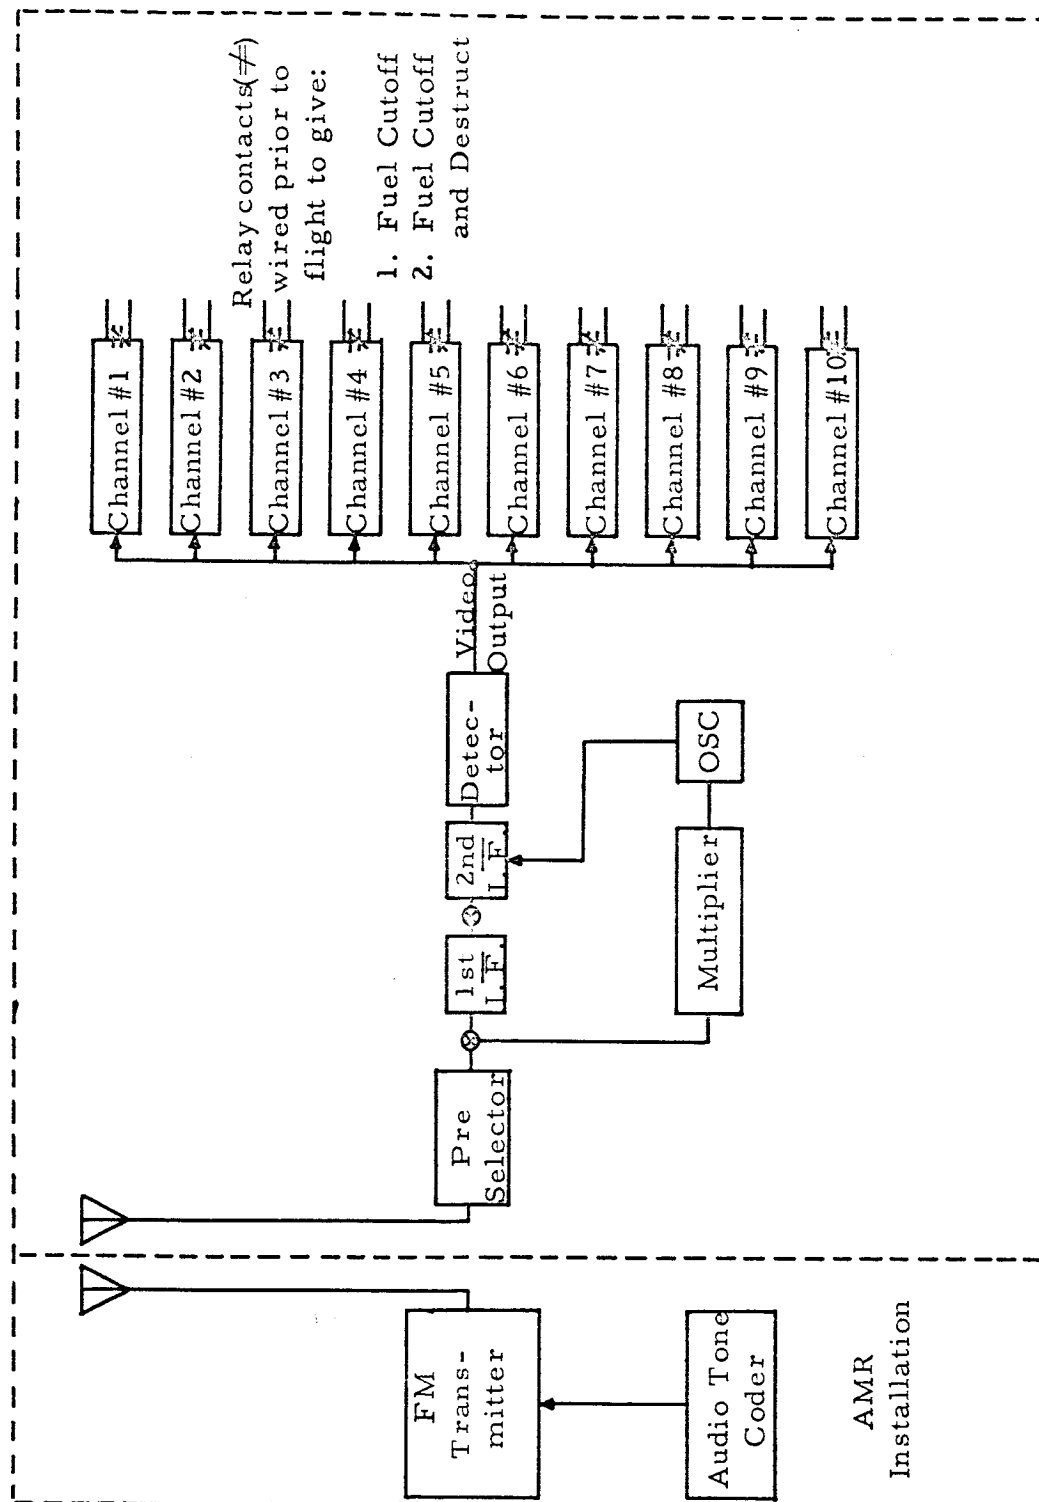 Relay contacts(≠)
wired prior to
flight to give:
1. Fuel Cutoff
2. Fuel Cutoff
and Destruct
Channel #1
Channel #2
Channel #3
Channel #4
Channel #5
Channel #6
Channel #7
Channel #8
Channel #9
Channel #10
FM
Trans-
mitter
Audio Tone
Coder
AMR
Installation
Pre
Selector
1st
I.F.
2nd
I.F
Detec-
tor
Video
Output
Multiplier
OSC